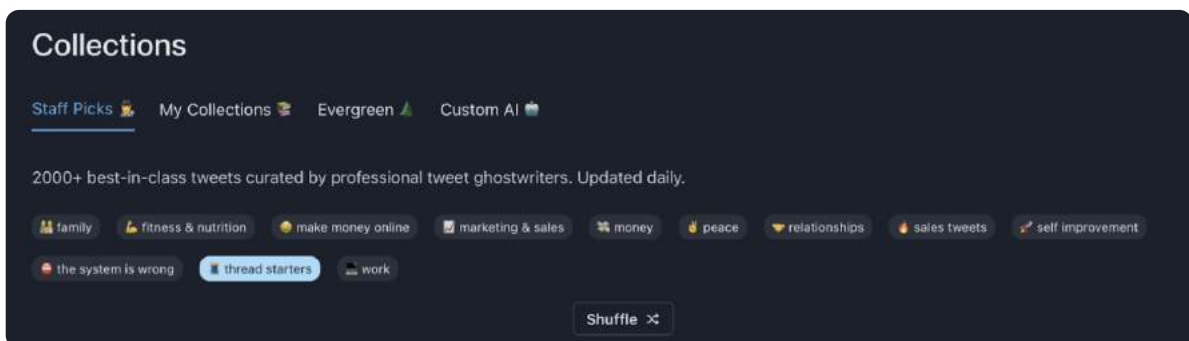 Collections
Staff Picks My Collections Evergreen Custom AI
2000+ best-in-class tweets curated by professional tweet ghostwriters. Updated daily.
family fitness & nutrition make money online marketing & sales money peace relationships sales tweets self improvement
the system is wrong thread starters work
Shuffle